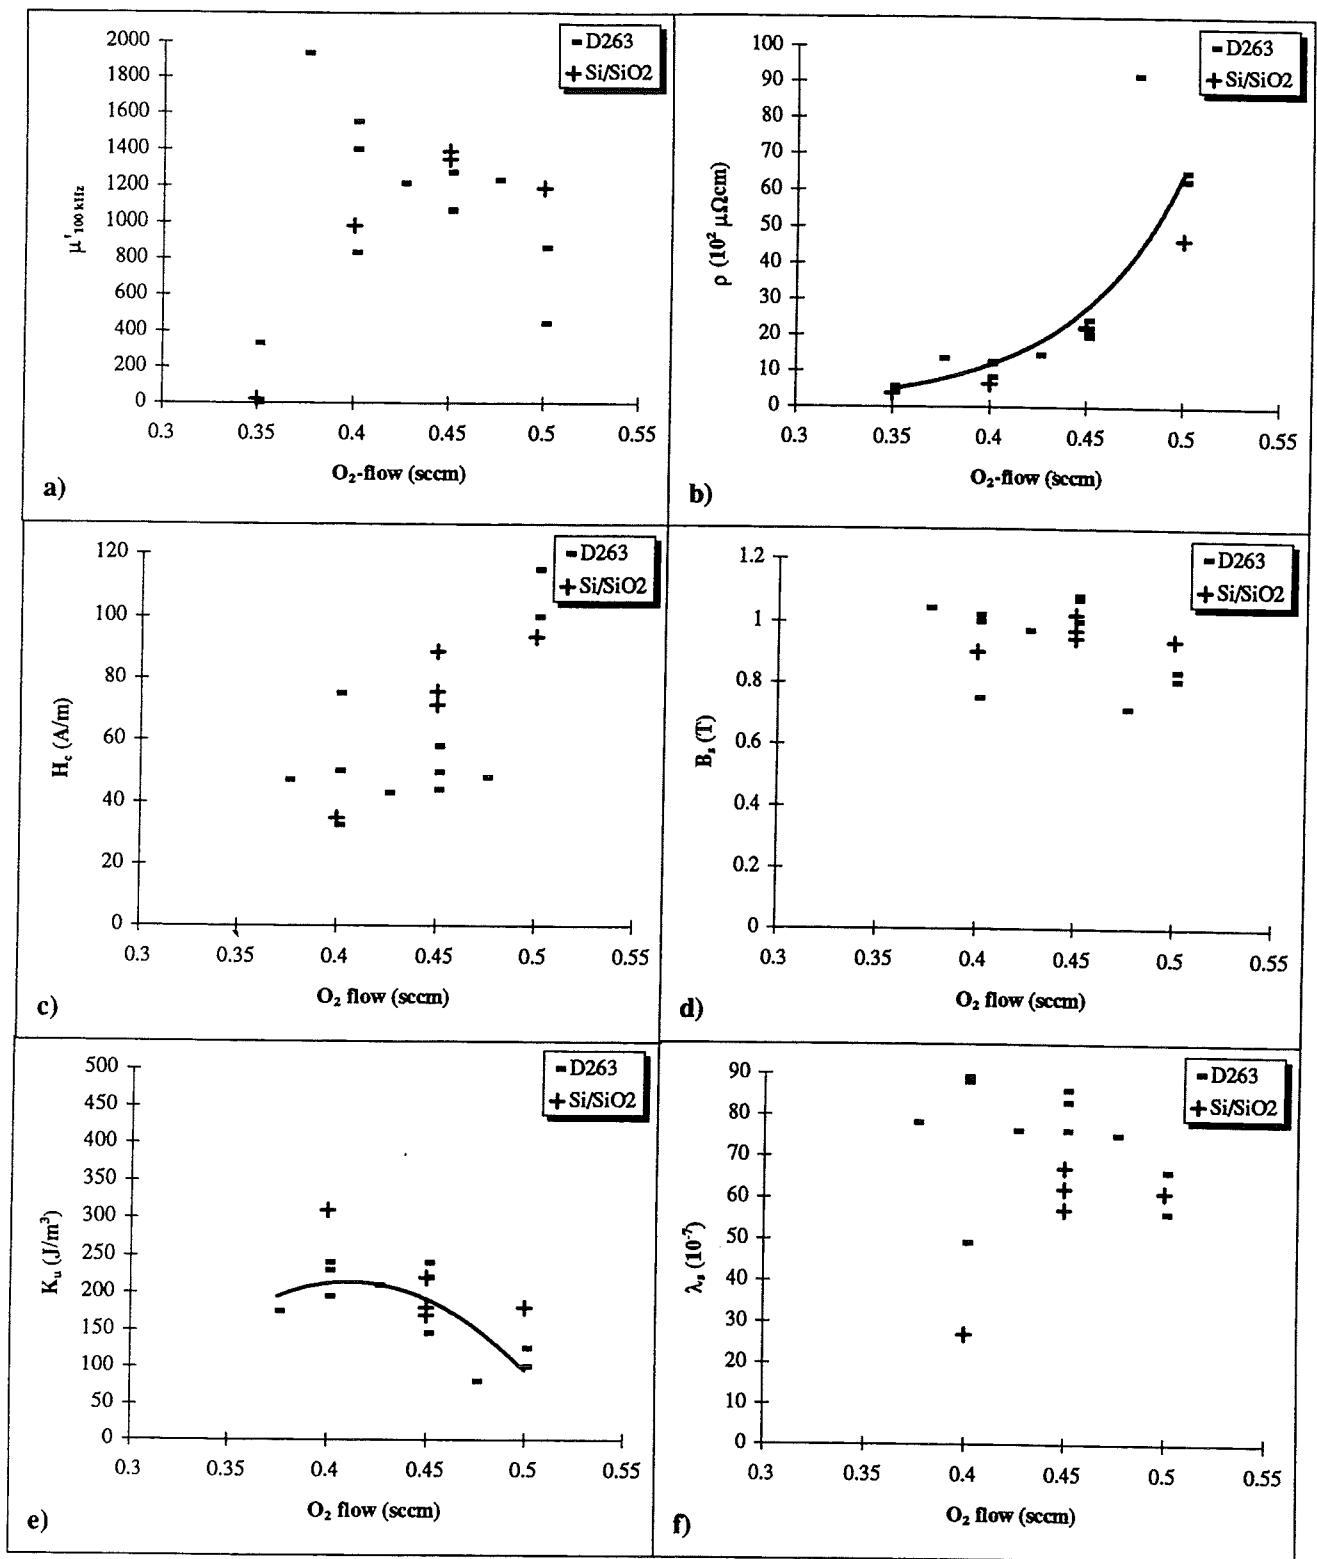 2000
1800
1600
1400
1200
1000
800
600
400
200
0
μ'100 kHz
D263
Si/SiO2
0.3 0.35 0.4 0.45 0.5 0.55
O₂-flow (sccm)
a)
100
90
80
70
60
50
40
30
20
10
0
ρ (10² μΩcm)
D263
Si/SiO2
0.3 0.35 0.4 0.45 0.5 0.55
O₂-flow (sccm)
b)
120
100
80
60
40
20
0
H_c (A/m)
D263
Si/SiO2
0.3 0.35 0.4 0.45 0.5 0.55
O₂ flow (sccm)
c)
1.2
1
0.8
0.6
0.4
0.2
0
Bₛ (T)
D263
Si/SiO2
0.3 0.35 0.4 0.45 0.5 0.55
O₂ flow (sccm)
d)
500
450
400
350
300
250
200
150
100
50
0
Kᵤ (J/m³)
D263
Si/SiO2
0.3 0.35 0.4 0.45 0.5 0.55
O₂ flow (sccm)
e)
90
80
70
60
50
40
30
20
10
0
λₛ (10⁻⁷)
D263
Si/SiO2
0.3 0.35 0.4 0.45 0.5 0.55
O₂ flow (sccm)
f)